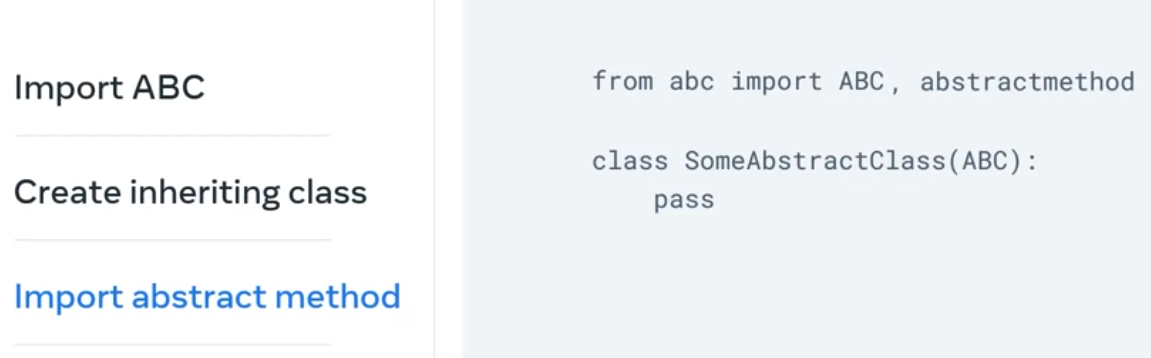 Import ABC
Create inheriting class
Import abstract method
from abc import ABC, abstractmethod
class SomeAbstractClass(ABC):
    pass